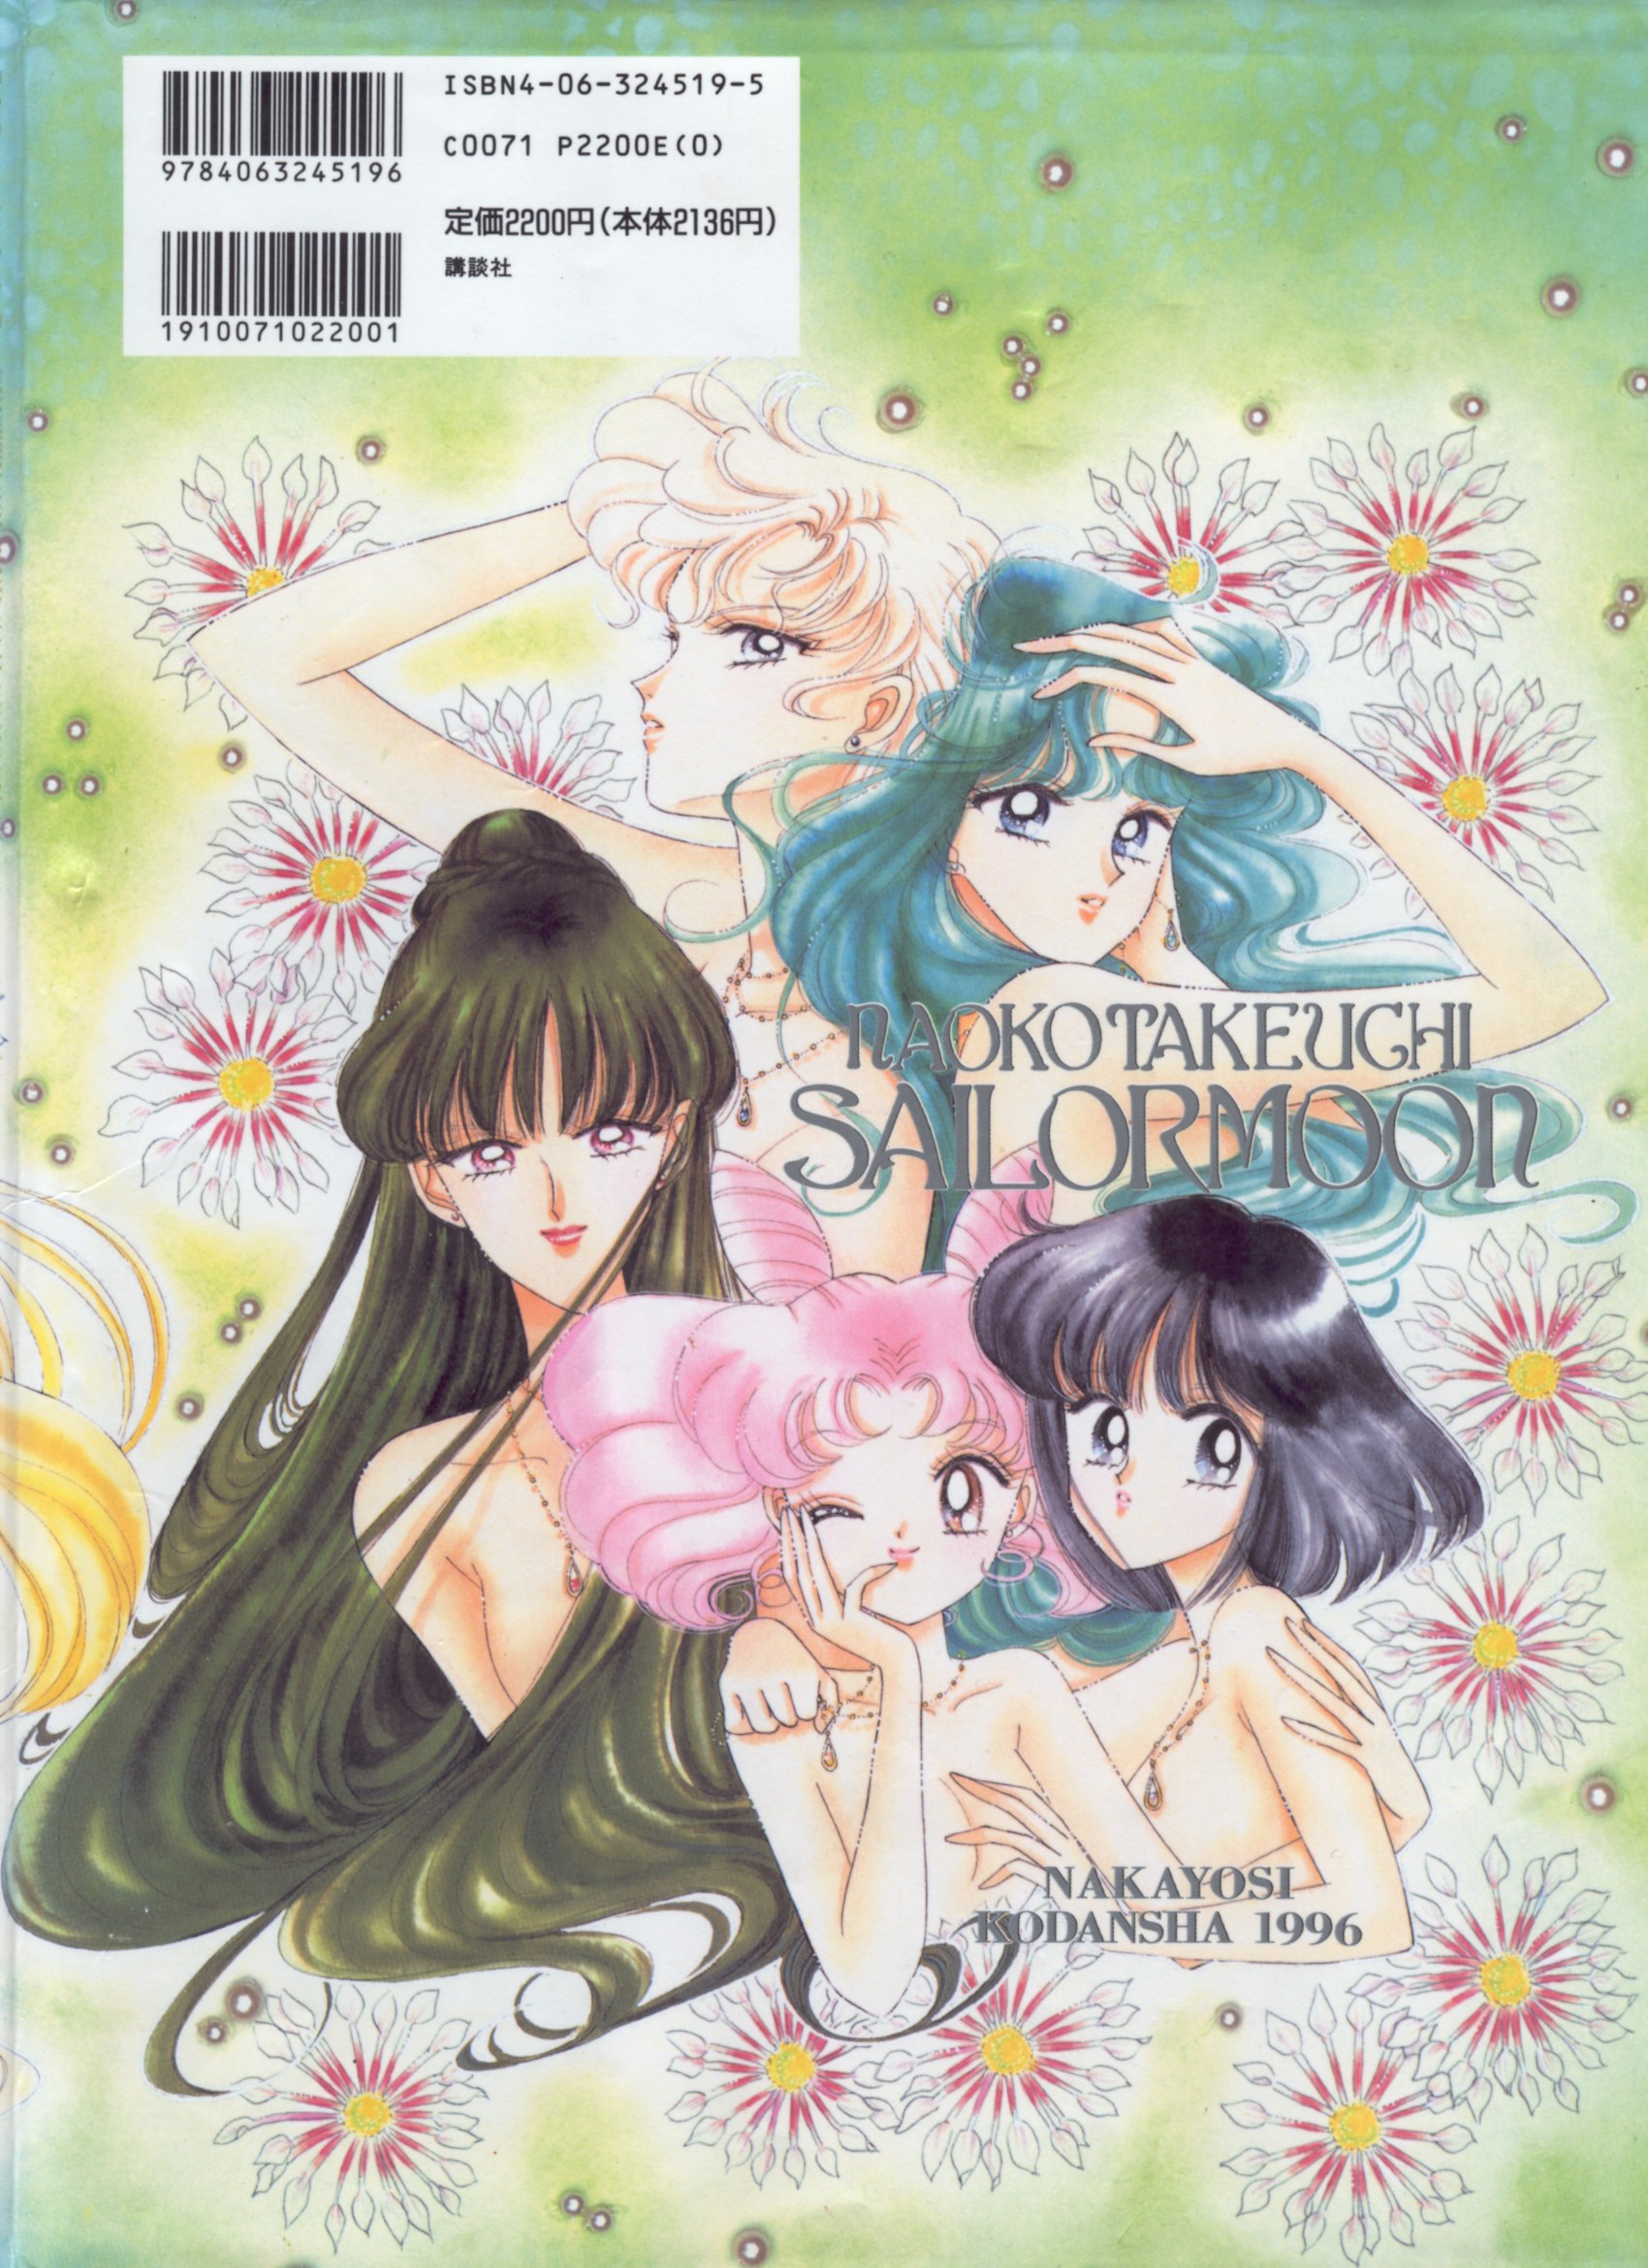 ISBN4-06-324519-5
9784063245196
C0071 P2200E(0)
定価2200円(本体2136円)
講談社
1910071022001
NAOKO TAKEUCHI
SAILORMOON
NAKAYOSI
KODANSHA 1996